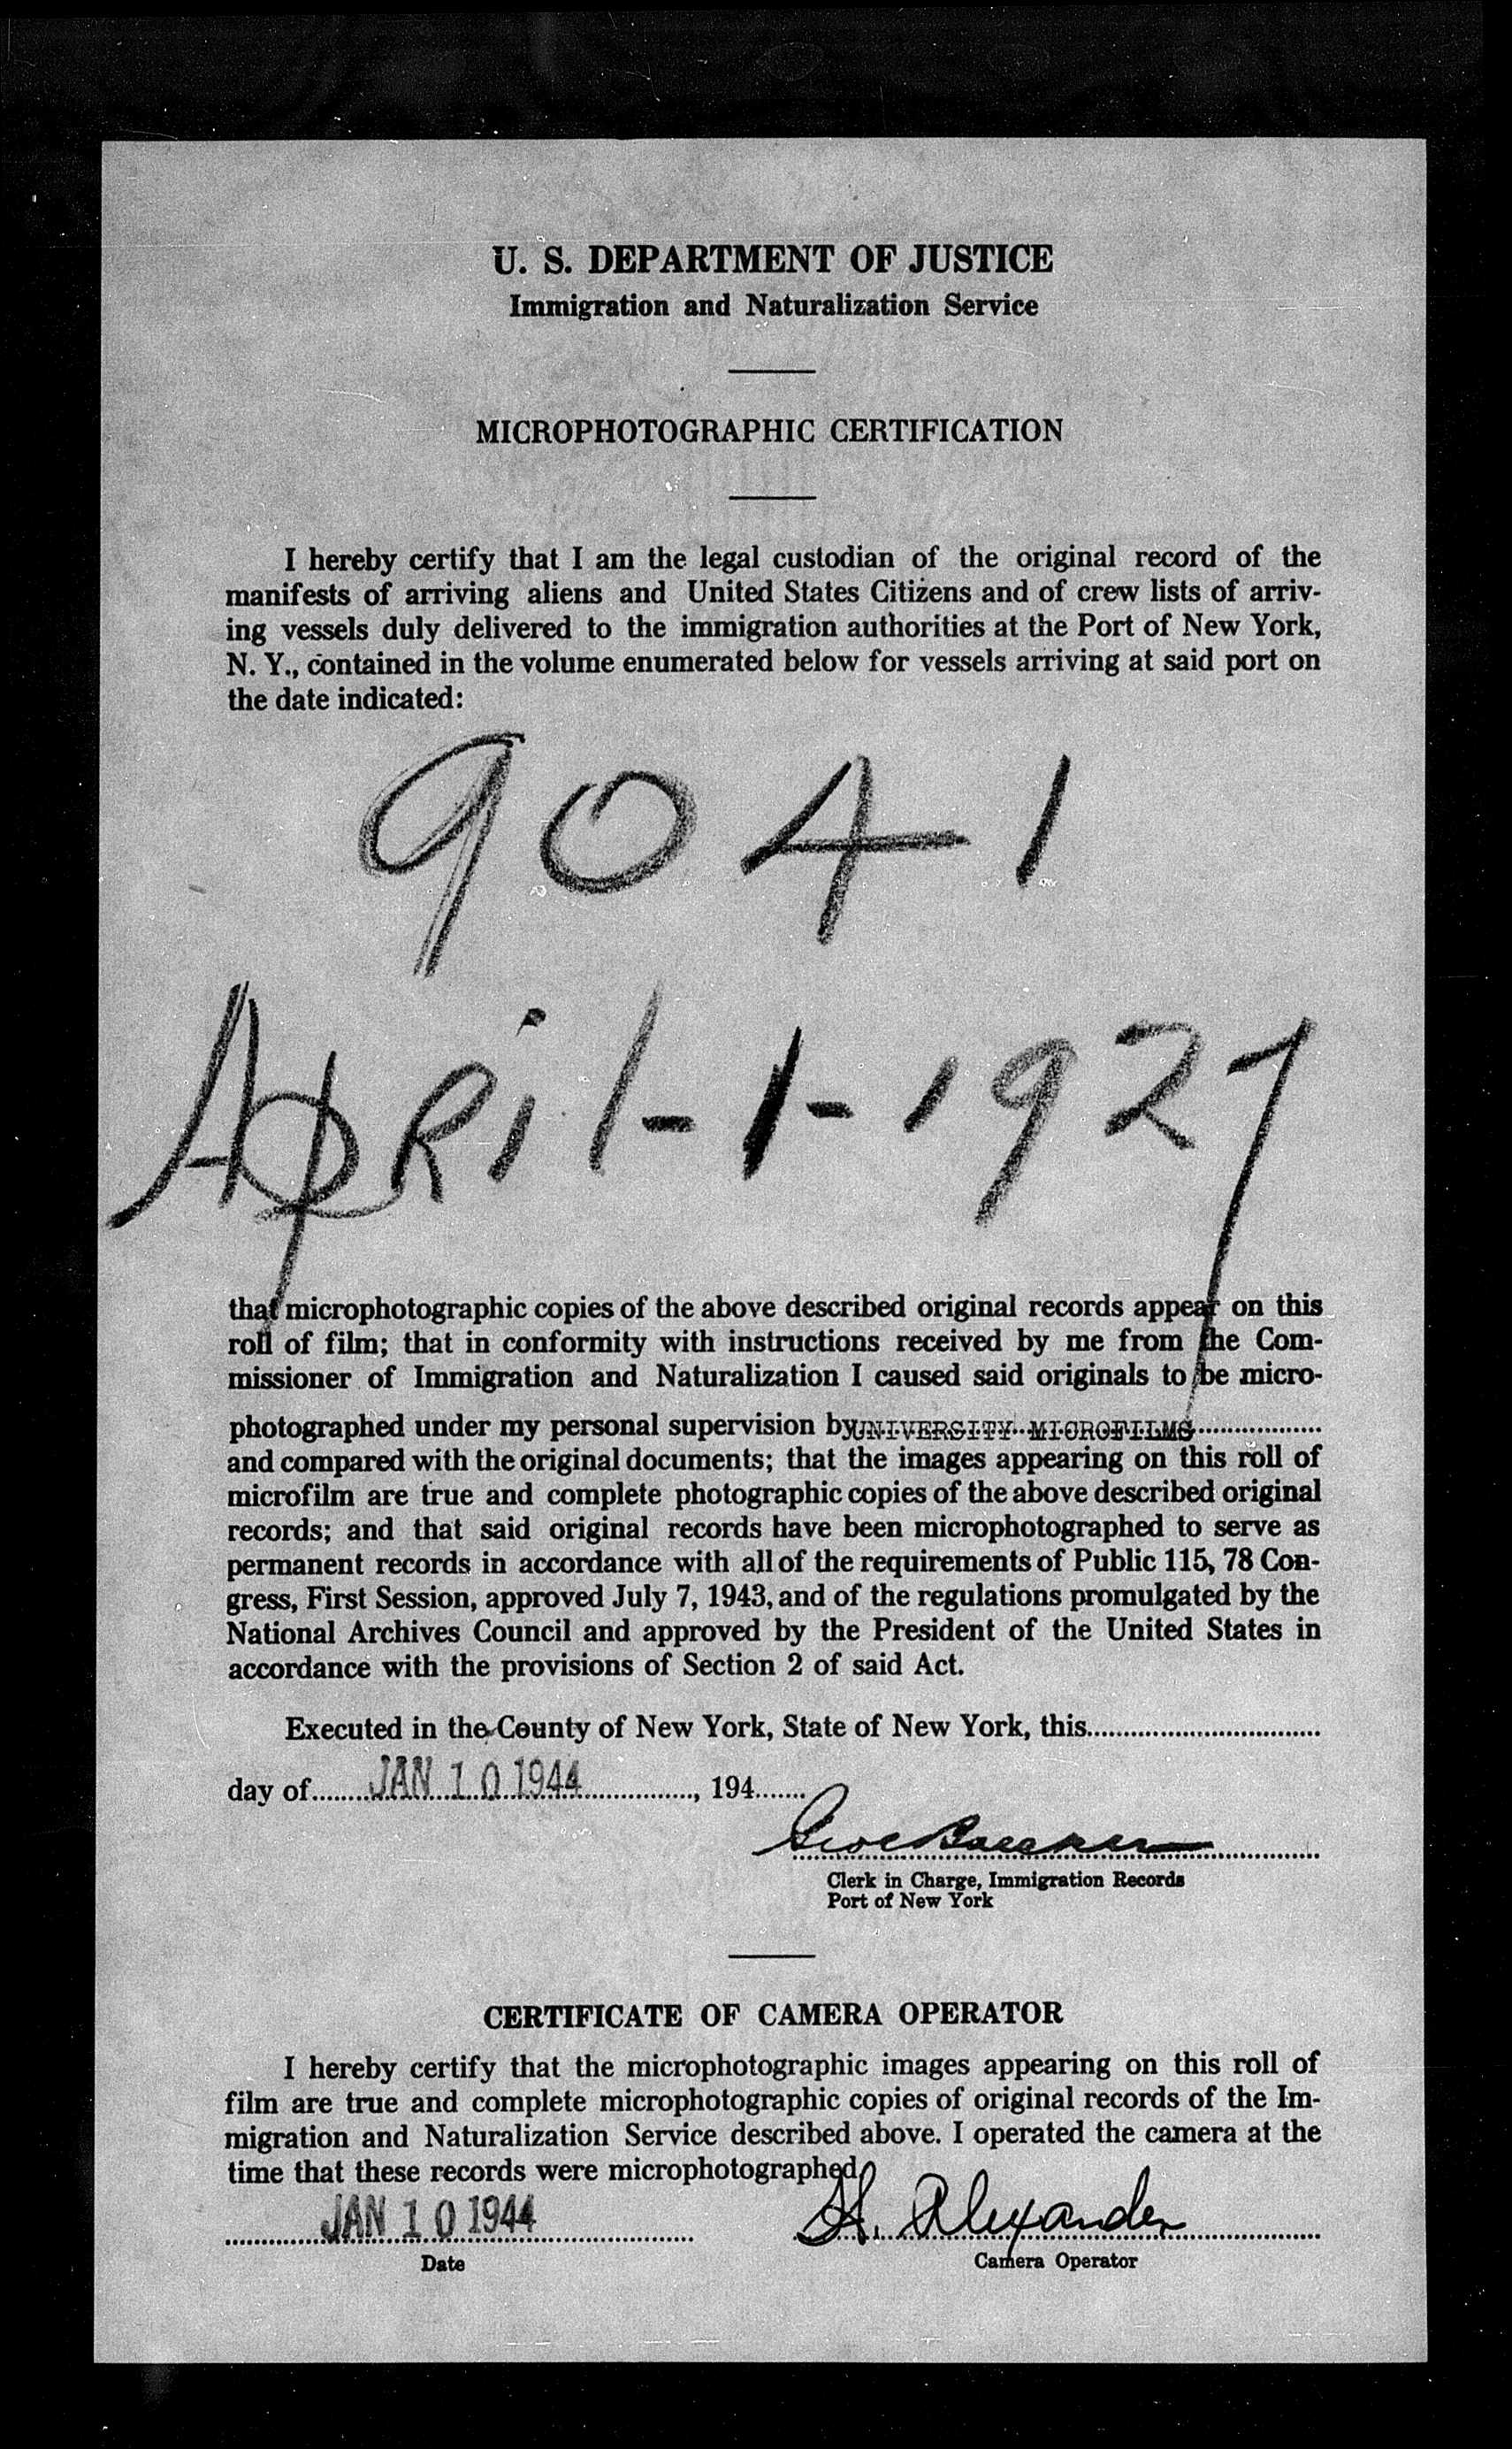 U. S. DEPARTMENT OF JUSTICE
Immigration and Naturalization Service
MICROPHOTOGRAPHIC CERTIFICATION
I hereby certify that I am the legal custodian of the original record of the
manifests of arriving aliens and United States Citizens and of crew lists of arriv-
ing vessels duly delivered to the immigration authorities at the Port of New York,
N. Y., contained in the volume enumerated below for vessels arriving at said port on
the date indicated:
9041
April-1-1927
that microphotographic copies of the above described original records appear on this
roll of film; that in conformity with instructions received by me from the Com-
missioner of Immigration and Naturalization I caused said originals to be micro-
photographed under my personal supervision by UNIVERSITY MICROFILMS
and compared with the original documents; that the images appearing on this roll of
microfilm are true and complete photographic copies of the above described original
records; and that said original records have been microphotographed to serve as
permanent records in accordance with all of the requirements of Public 115, 78 Con-
gress, First Session, approved July 7, 1943, and of the regulations promulgated by the
National Archives Council and approved by the President of the United States in
accordance with the provisions of Section 2 of said Act.
Executed in the County of New York, State of New York, this
day of JAN 10 1944, 194
Clerk in Charge, Immigration Records
Port of New York
CERTIFICATE OF CAMERA OPERATOR
I hereby certify that the microphotographic images appearing on this roll of
film are true and complete microphotographic copies of original records of the Im-
migration and Naturalization Service described above. I operated the camera at the
time that these records were microphotographed.
JAN 10 1944 H. Alexander
Date Camera Operator